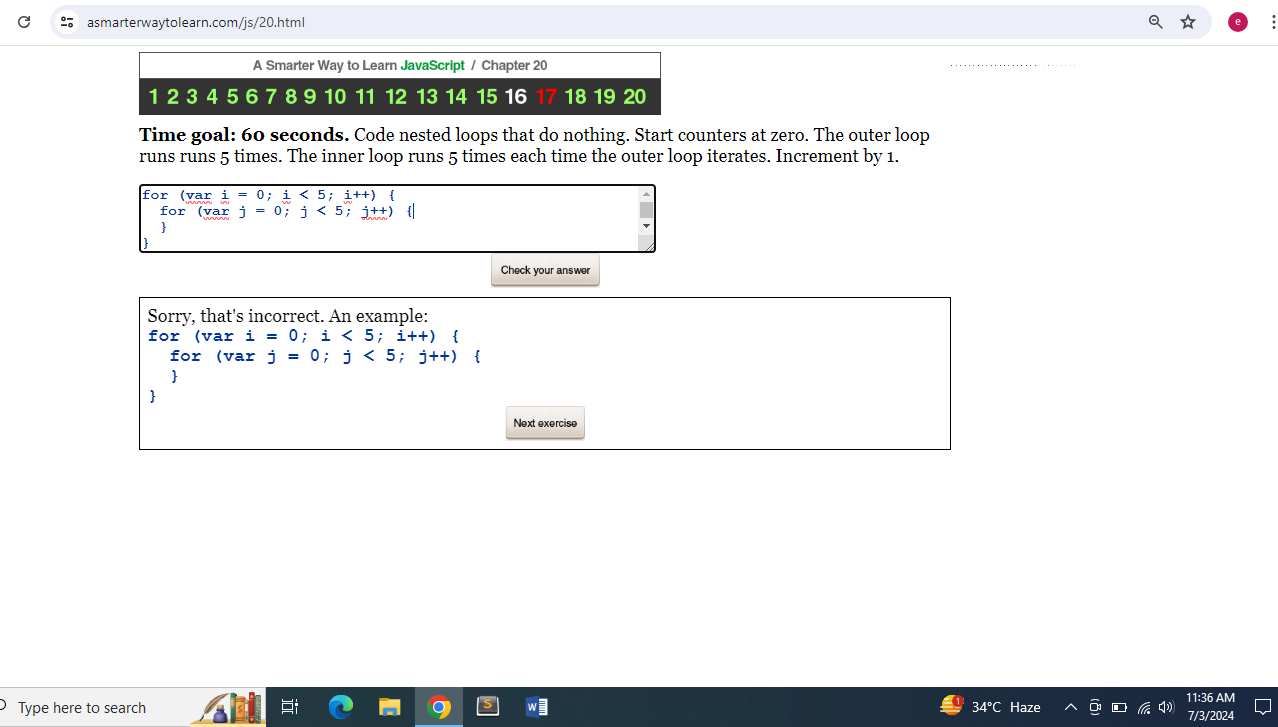 asmarterwaytolearn.com/js/20.html
e
A Smarter Way to Learn JavaScript / Chapter 20
1 2 3 4 5 6 7 8 9 10 11 12 13 14 15 16 17 18 19 20
Time goal: 60 seconds. Code nested loops that do nothing. Start counters at zero. The outer loop
runs runs 5 times. The inner loop runs 5 times each time the outer loop iterates. Increment by 1.
for (var i = 0; i < 5; i++) {
  for (var j = 0; j < 5; j++) {
  }
}
Check your answer
Sorry, that's incorrect. An example:
for (var i = 0; i < 5; i++) {
  for (var j = 0; j < 5; j++) {
  }
}
Next exercise
Type here to search
S
W
1
34°C Haze
11:36 AM
7/3/2024